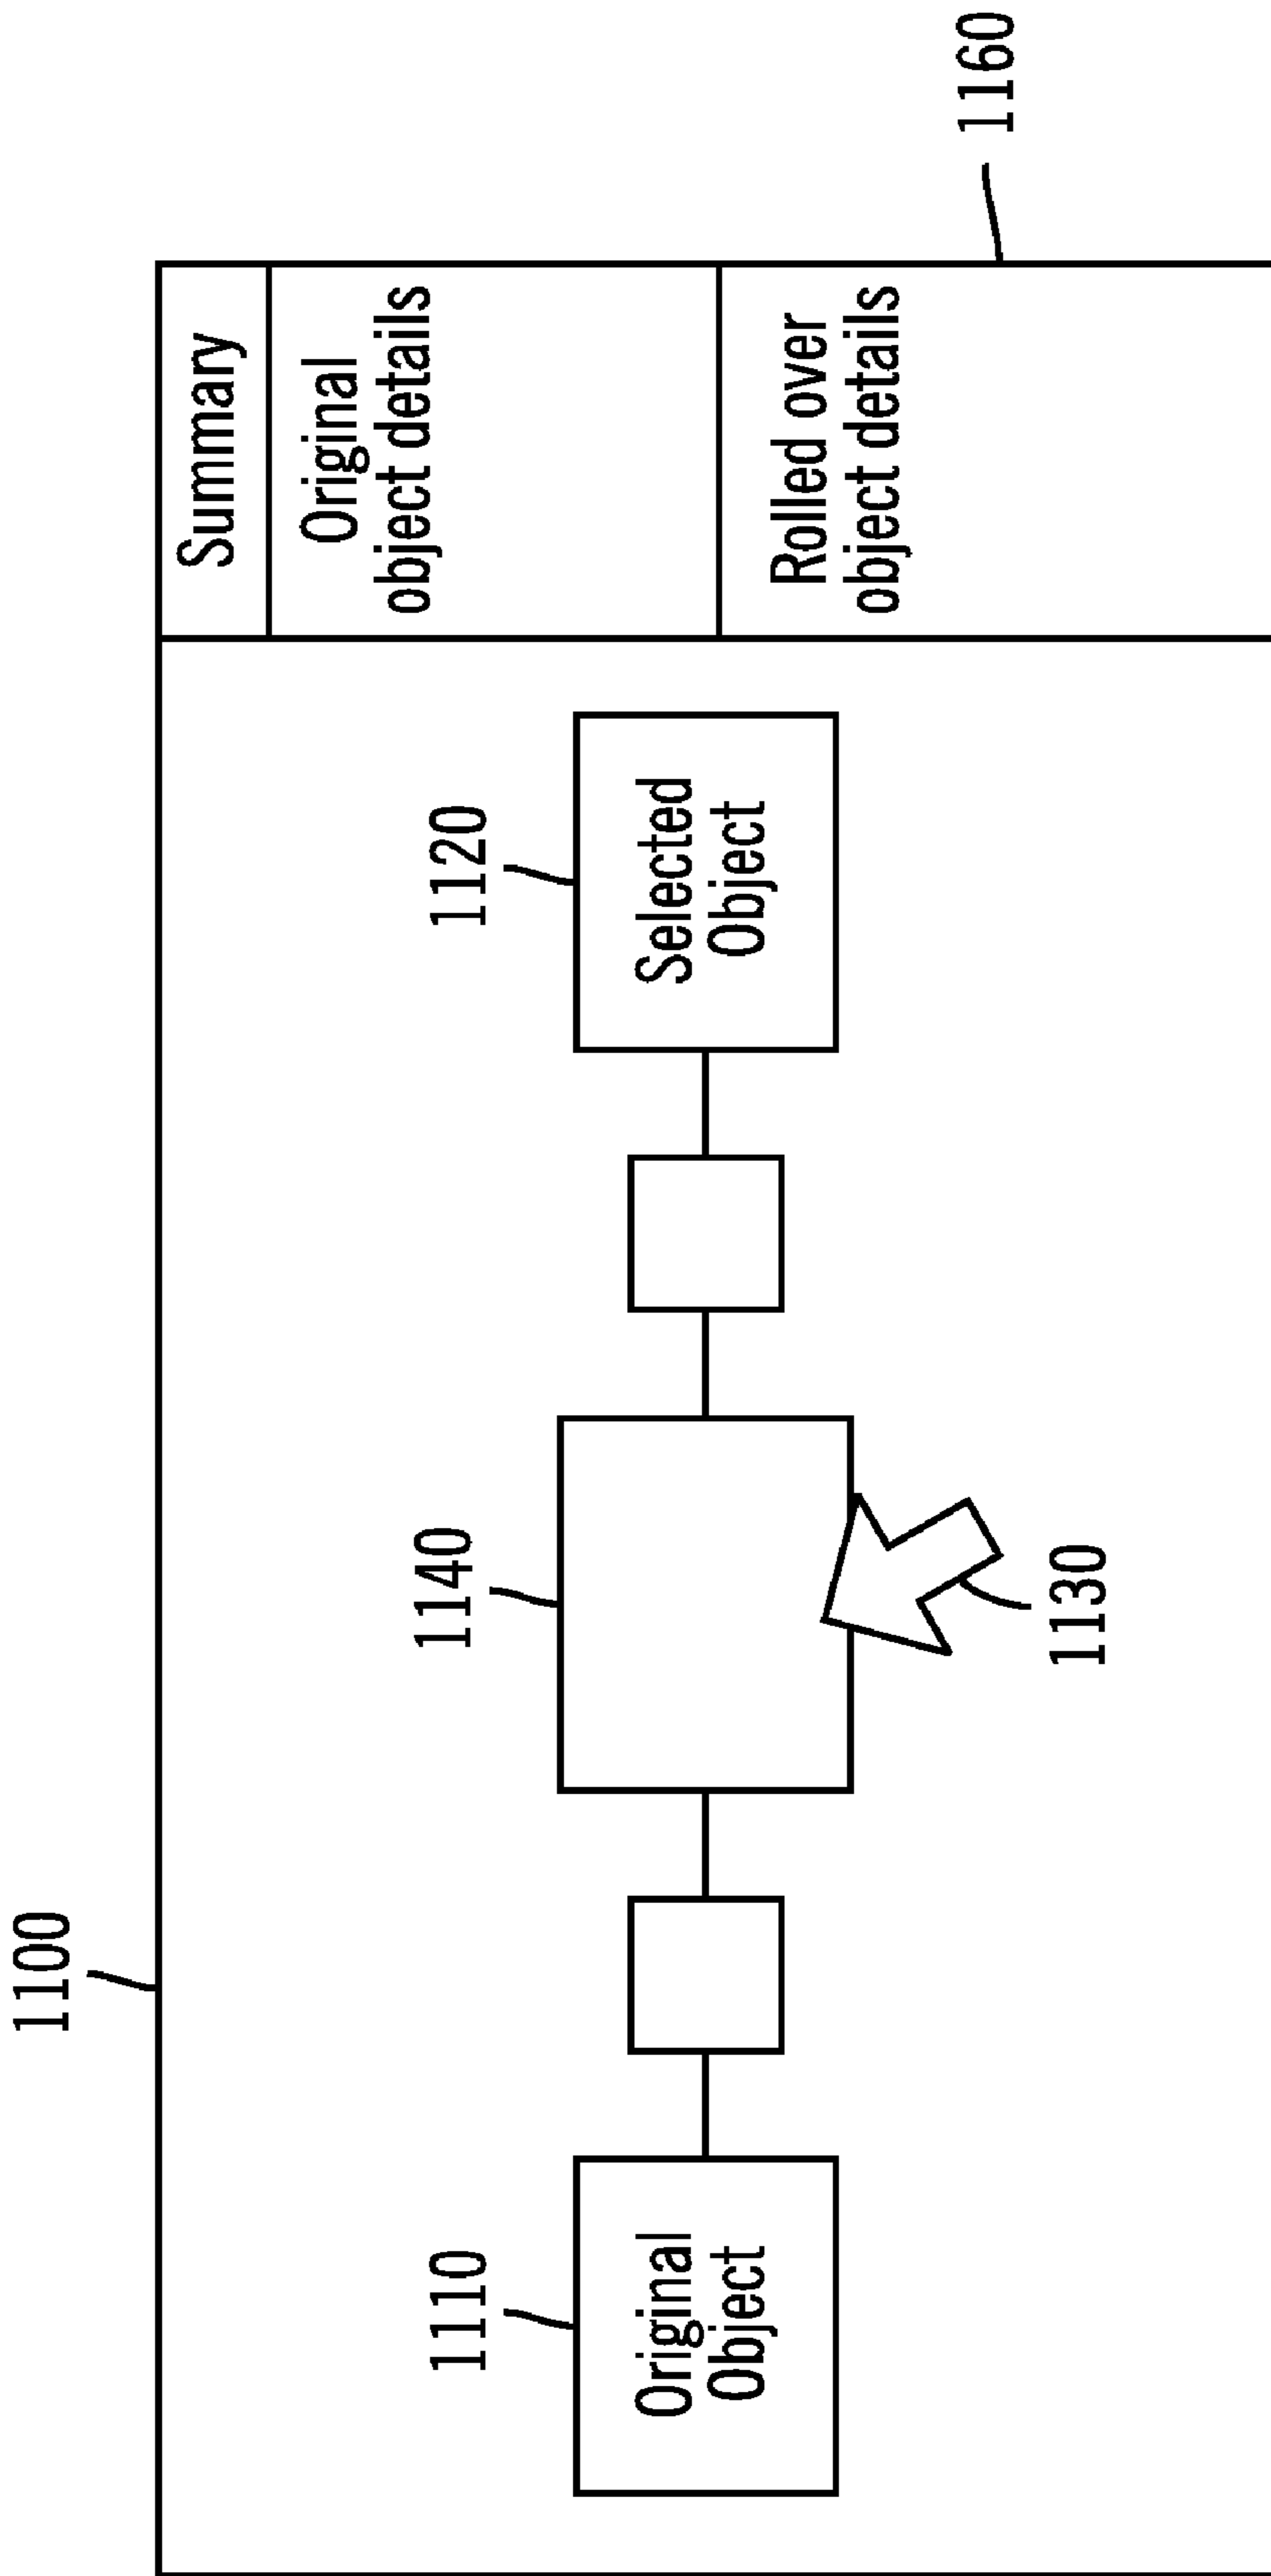 1100
Summary
Original
object details
Rolled over
object details
1160
1110
1140
1120
Original
Object
Selected
Object
1130